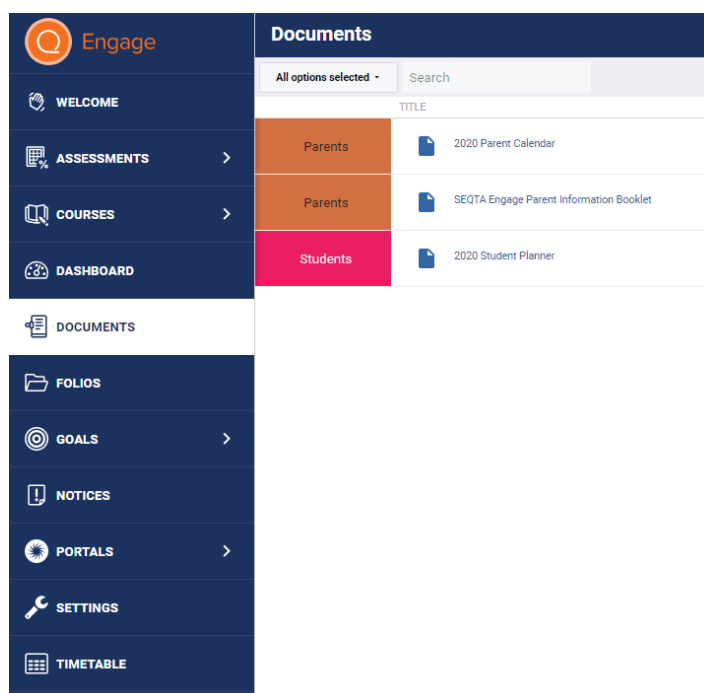 Engage
WELCOME
ASSESSMENTS
COURSES
DASHBOARD
DOCUMENTS
FOLIOS
GOALS
NOTICES
PORTALS
SETTINGS
TIMETABLE
Documents
All options selected
Search
TITLE
Parents
2020 Parent Calendar
Parents
SEQTA Engage Parent Information Booklet
Students
2020 Student Planner